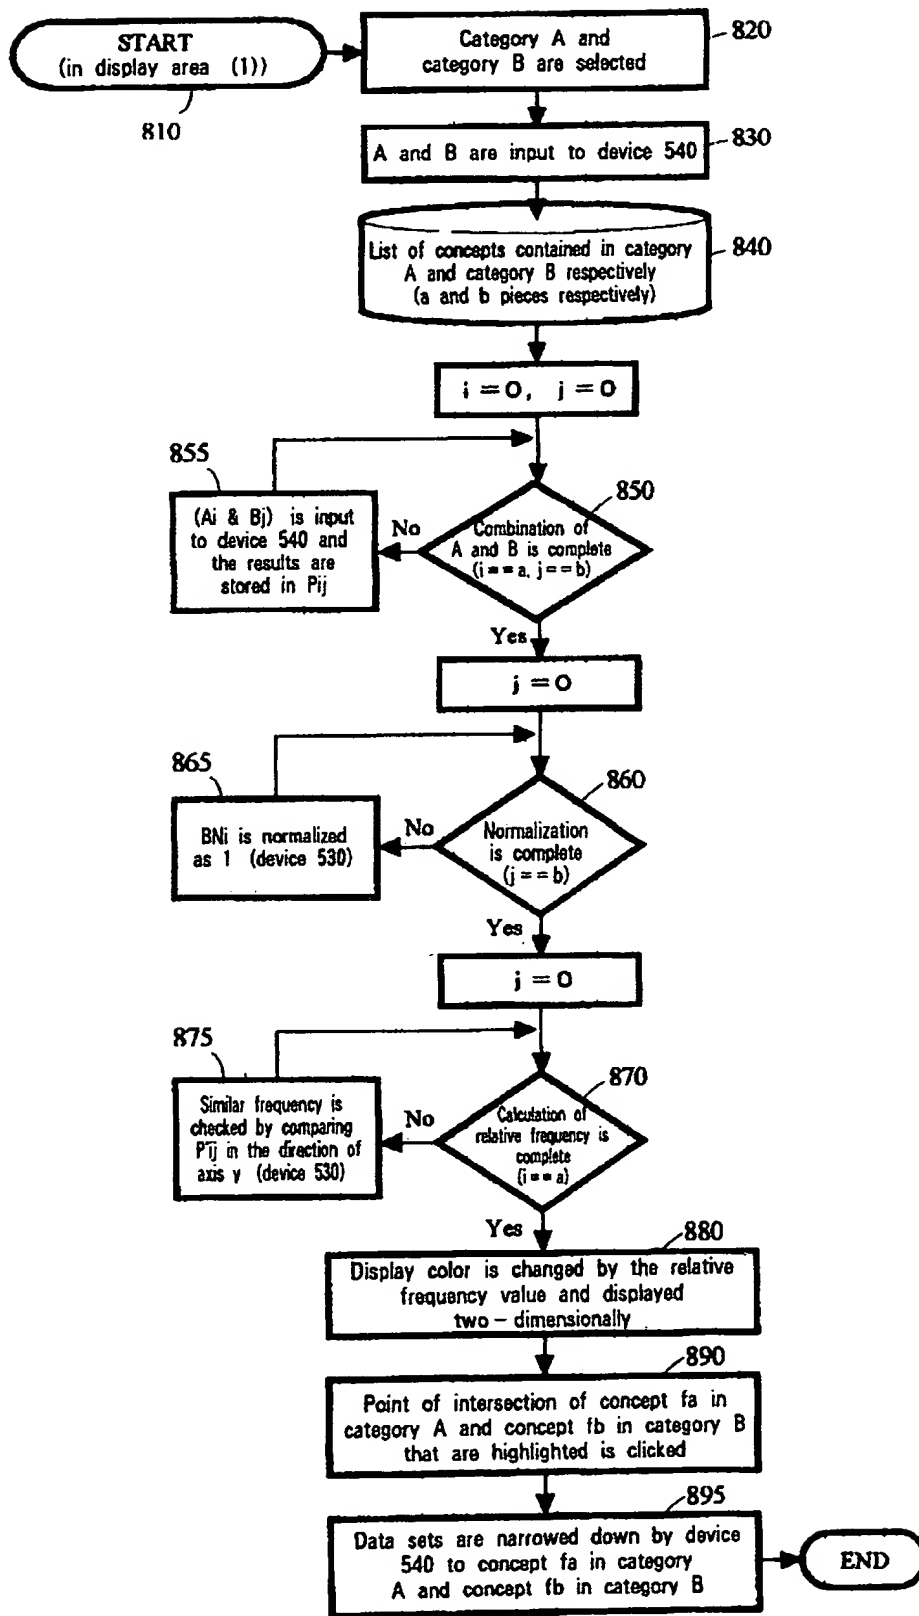 START
(in display area (1))
810
Category A and
category B are selected
820
A and B are input to device 540
830
List of concepts contained in category
A and category B respectively
(a and b pieces respectively)
840
i = 0, j = 0
855
(Ai & Bj) is input
to device 540 and
the results are
stored in Pij
No
850
Combination of
A and B is complete
(i == a, j == b)
Yes
j = 0
865
BNi is normalized
as 1 (device 530)
No
860
Normalization
is complete
(j == b)
Yes
j = 0
875
Similar frequency is
checked by comparing
P'ij in the direction of
axis y (device 530)
No
870
Calculation of
relative frequency is
complete
(i == a)
Yes
880
Display color is changed by the relative
frequency value and displayed
two-dimensionally
890
Point of intersection of concept fa in
category A and concept fb in category B
that are highlighted is clicked
895
Data sets are narrowed down by device
540 to concept fa in category
A and concept fb in category B
END